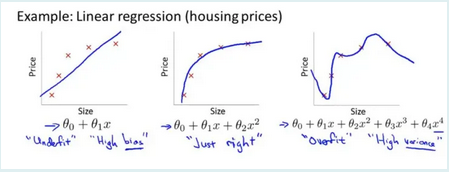 Example: Linear regression (housing prices)
Price
Size
→ θ₀ + θ₁x
"Underfit" "High bias"
Price
Size
→ θ₀ + θ₁x + θ₂x²
"Just right"
Price
Size
→ θ₀ + θ₁x + θ₂x² + θ₃x³ + θ₄x⁴
"Overfit" "High variance"